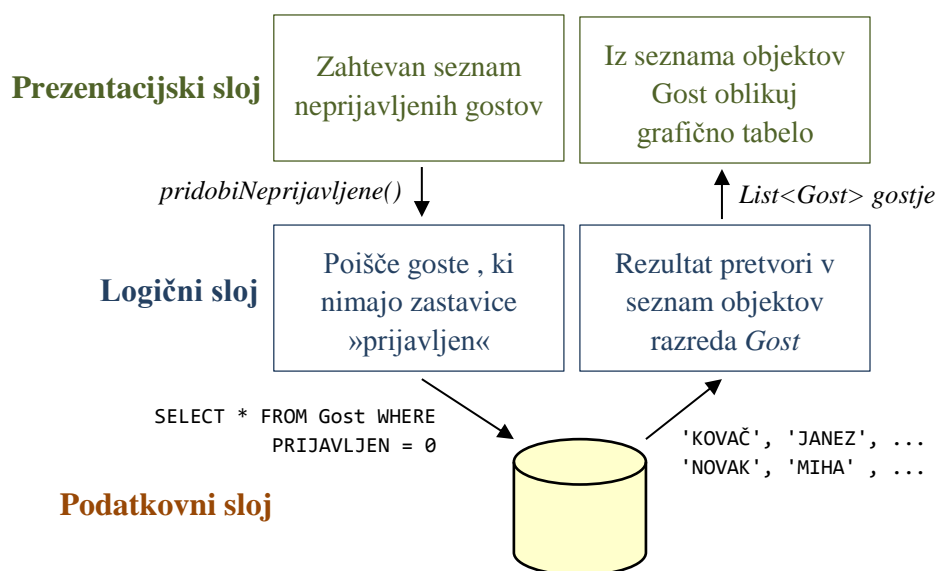 Prezentacijski sloj
Zahtevan seznam
neprijavljenih gostov
Iz seznama objektov
Gost oblikuj
grafično tabelo
pridobiNeprijavljene()
List<Gost> gostje
Logični sloj
Poišče goste , ki
nimajo zastavice
»prijavljen«
Rezultat pretvori v
seznam objektov
razreda Gost
SELECT * FROM Gost WHERE
PRIJAVLJEN = 0
'KOVAČ', 'JANEZ', ...
'NOVAK', 'MIHA' , ...
Podatkovni sloj